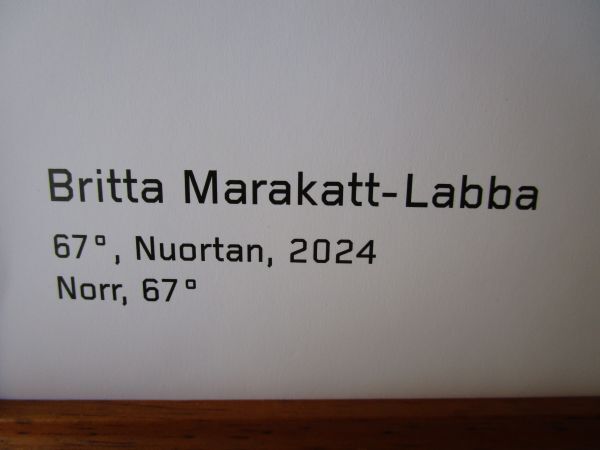 Britta Marakatt-Labba
67°, Nuortan, 2024
Norr, 67°